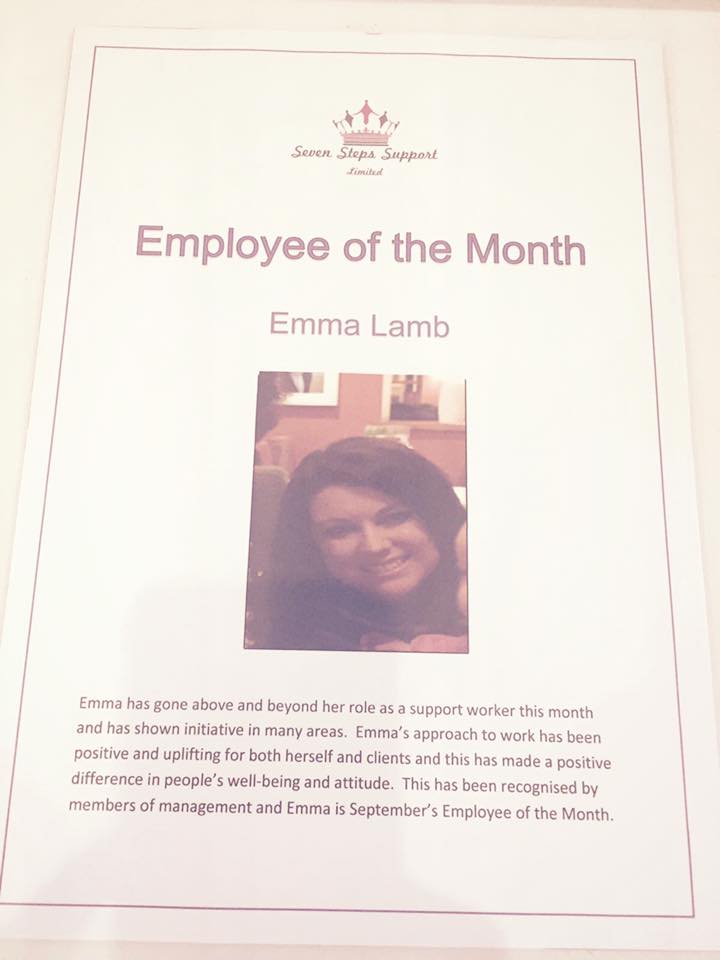 Seven Steps Support
Limited
Employee of the Month
Emma Lamb
Emma has gone above and beyond her role as a support worker this month
and has shown initiative in many areas.  Emma's approach to work has been
positive and uplifting for both herself and clients and this has made a positive
difference in people's well-being and attitude.  This has been recognised by
members of management and Emma is September's Employee of the Month.